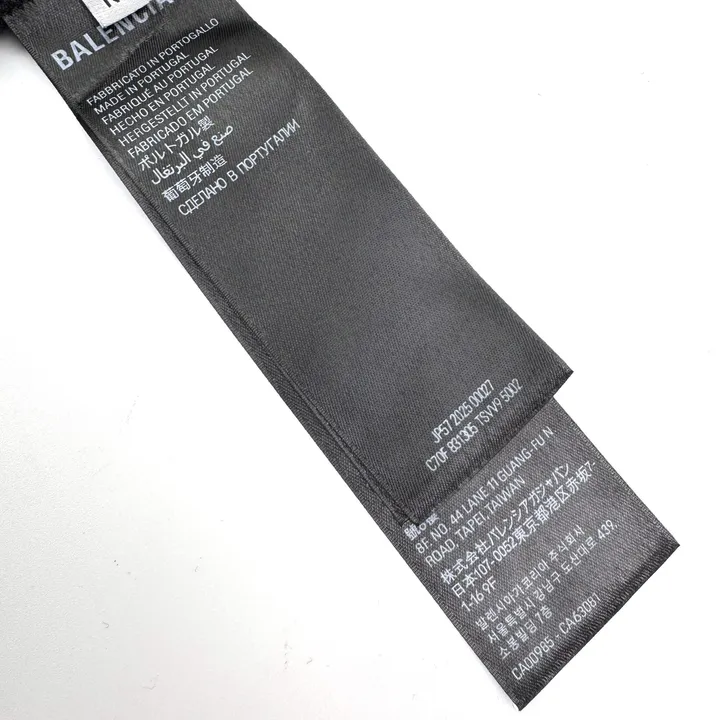 BALENCIA
FABBRICATO IN PORTOGALLO
MADE IN PORTUGAL
FABRIQUÉ AU PORTUGAL
HECHO EN PORTUGAL
HERGESTELLT IN PORTUGAL
FABRICADO EM PORTUGAL
ポルトガル製
صنع في البرتغال
葡萄牙制造
СДЕЛАНО В ПОРТУГАЛИИ
JP57 2025 00027
C70F 831305 TSVV9 5002
8F. NO. 44 LANE 11 GUANG-FU N
ROAD, TAPEI, TAIWAN
株式会社バレンシアガジャパン
日本107-0052東京都港区赤坂7-
1-16 9F
발렌시아가코리아 주식회사
서울특별시 강남구 도산대로 439,
소봉빌딩 7층
CA00985 - CA63081